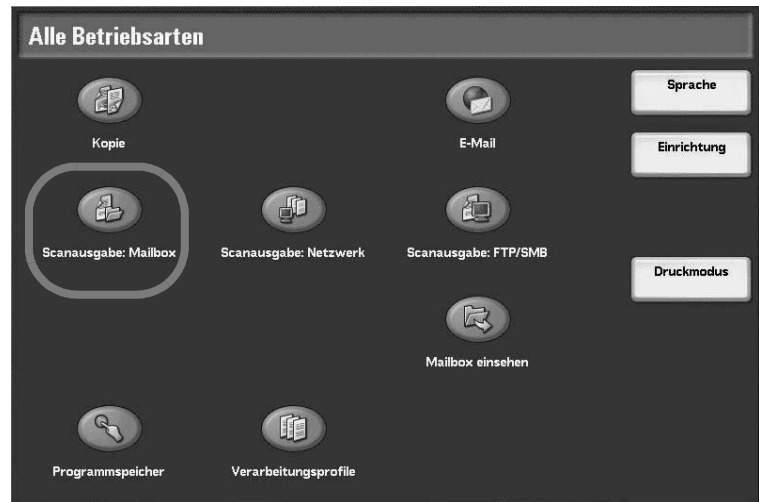 Alle Betriebsarten
Kopie
E-Mail
Sprache
Einrichtung
Scanausgabe: Mailbox
Scanausgabe: Netzwerk
Scanausgabe: FTP/SMB
Druckmodus
Mailbox einsehen
Programmspeicher
Verarbeitungsprofile